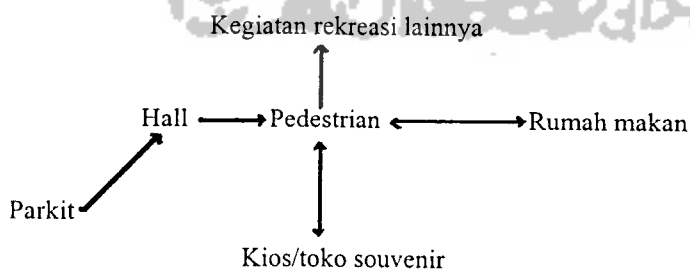 Kegiatan rekreasi lainnya
Hall
Pedestrian
Rumah makan
Parkit
Kios/toko souvenir